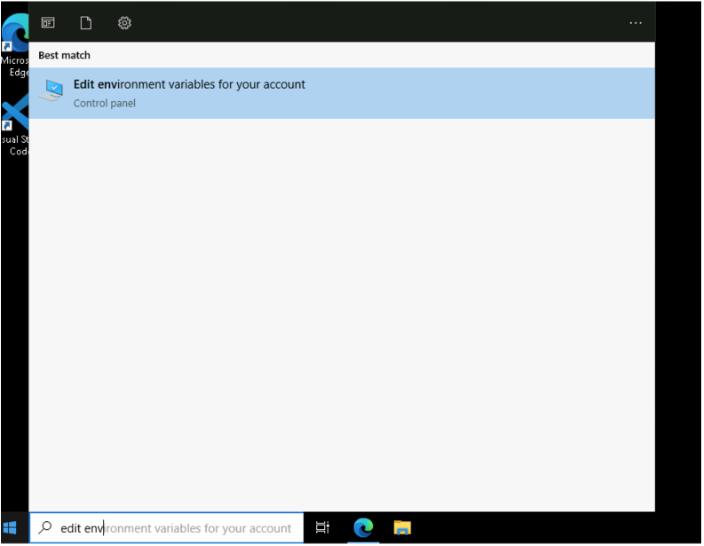 ...
Best match
Edit environment variables for your account
Control panel
Micros
Edge
sual St
Code
edit environment variables for your account